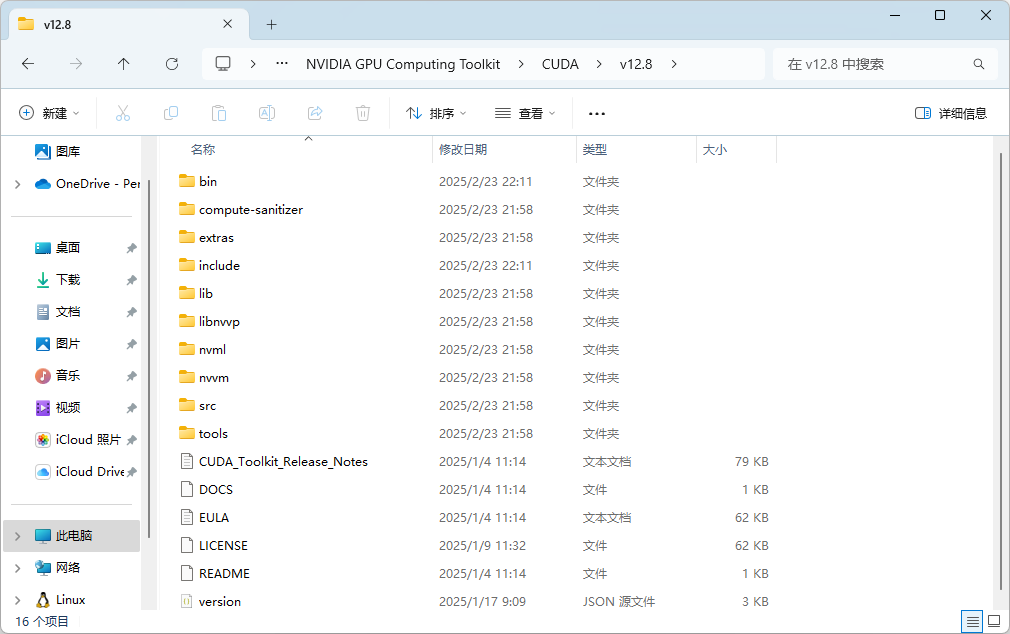 v12.8
NVIDIA GPU Computing Toolkit CUDA v12.8 在 v12.8 中搜索
新建 排序 查看 详细信息
名称 修改日期 类型 大小
图库
OneDrive - Per
桌面
下载
文档
图片
音乐
视频
iCloud 照片
iCloud Drive
此电脑
网络
Linux
bin 2025/2/23 22:11 文件夹
compute-sanitizer 2025/2/23 21:58 文件夹
extras 2025/2/23 21:58 文件夹
include 2025/2/23 22:11 文件夹
lib 2025/2/23 21:58 文件夹
libnvvp 2025/2/23 21:58 文件夹
nvml 2025/2/23 21:58 文件夹
nvvm 2025/2/23 21:58 文件夹
src 2025/2/23 21:58 文件夹
tools 2025/2/23 21:58 文件夹
CUDA_Toolkit_Release_Notes 2025/1/4 11:14 文本文档 79 KB
DOCS 2025/1/4 11:14 文件 1 KB
EULA 2025/1/4 11:14 文本文档 62 KB
LICENSE 2025/1/9 11:32 文件 62 KB
README 2025/1/4 11:14 文件 1 KB
version 2025/1/17 9:09 JSON 源文件 3 KB
16 个项目